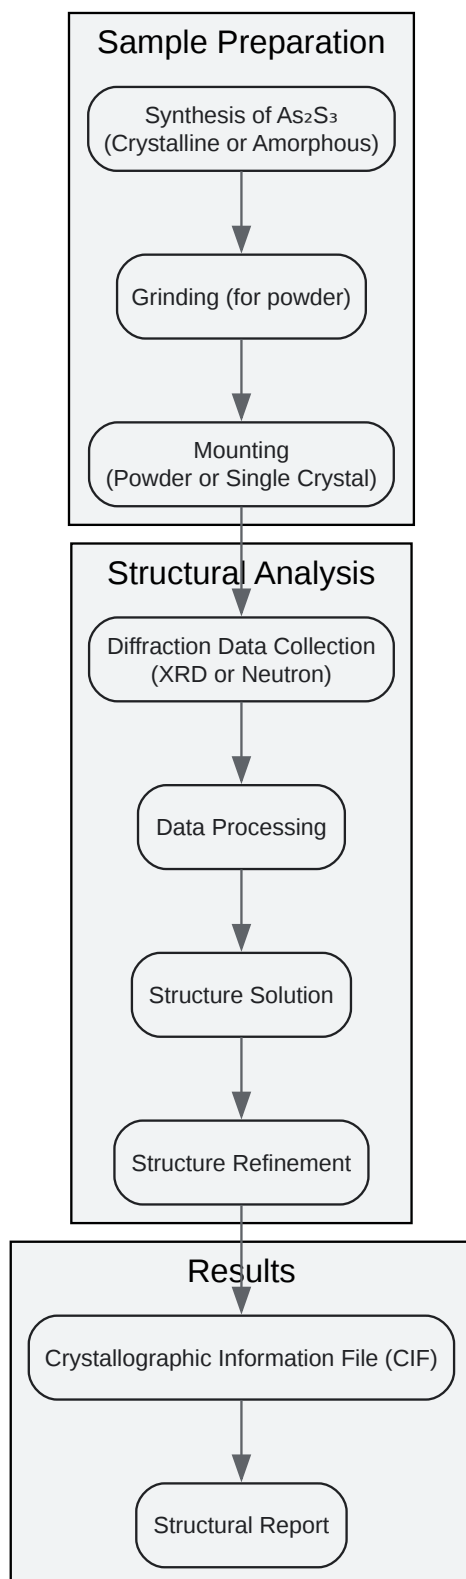 Sample Preparation
Synthesis of As₂S₃
(Crystalline or Amorphous)
Grinding (for powder)
Mounting
(Powder or Single Crystal)
Structural Analysis
Diffraction Data Collection
(XRD or Neutron)
Data Processing
Structure Solution
Structure Refinement
Results
Crystallographic Information File (CIF)
Structural Report